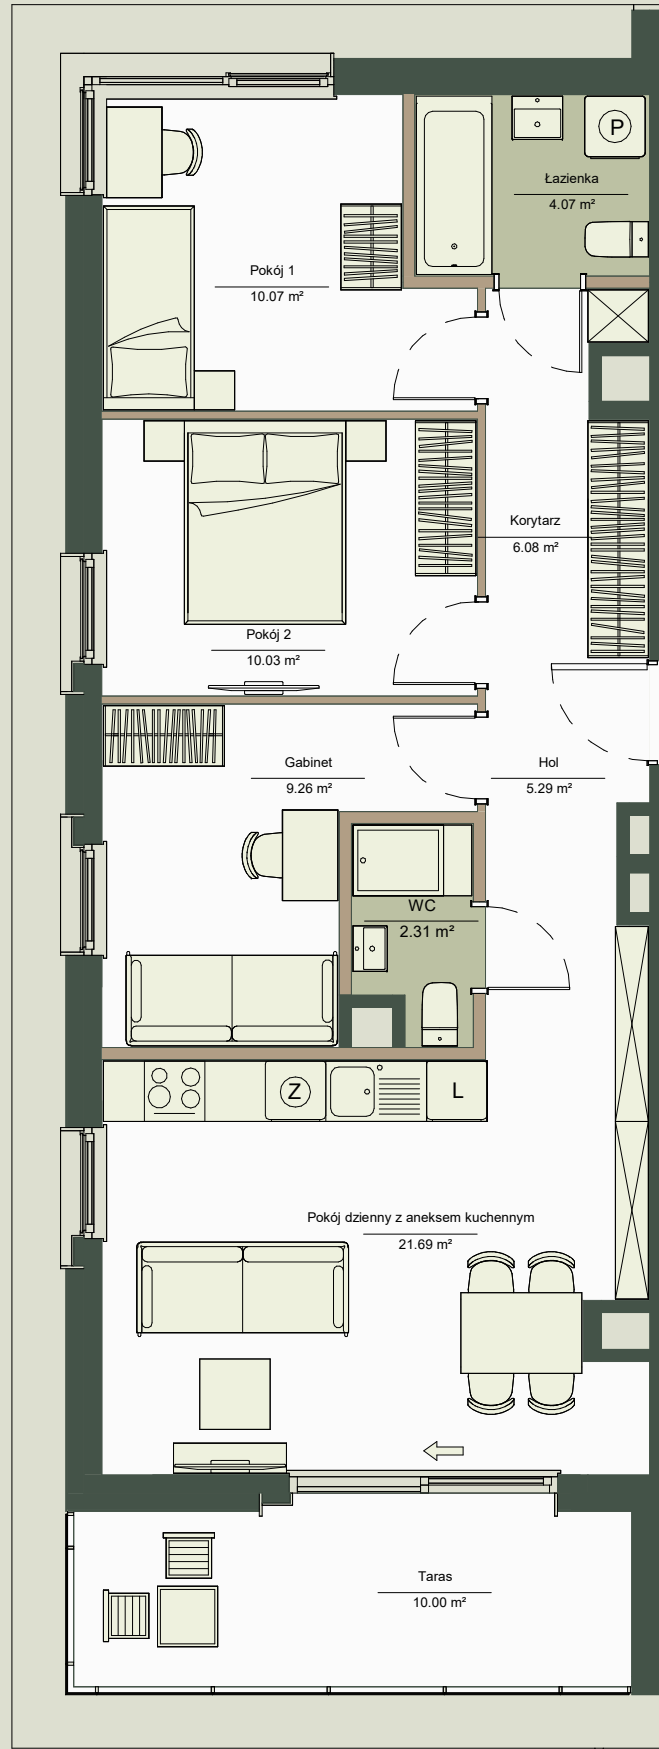 P
Łazienka
4.07 m²
Pokój 1
10.07 m²
Korytarz
6.08 m²
Pokój 2
10.03 m²
Gabinet
9.26 m²
Hol
5.29 m²
WC
2.31 m²
Z
L
Pokój dzienny z aneksem kuchennym
21.69 m²
Taras
10.00 m²